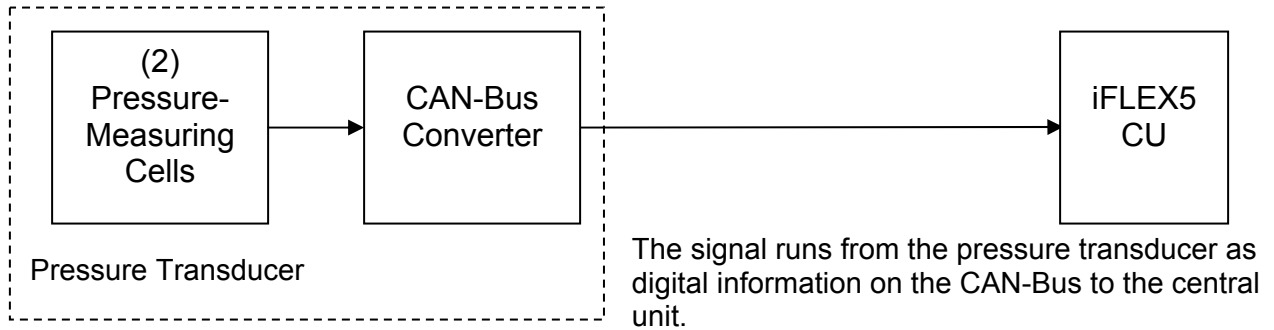 (2)
Pressure-
Measuring
Cells
CAN-Bus
Converter
iFLEX5
CU
Pressure Transducer
The signal runs from the pressure transducer as
digital information on the CAN-Bus to the central
unit.